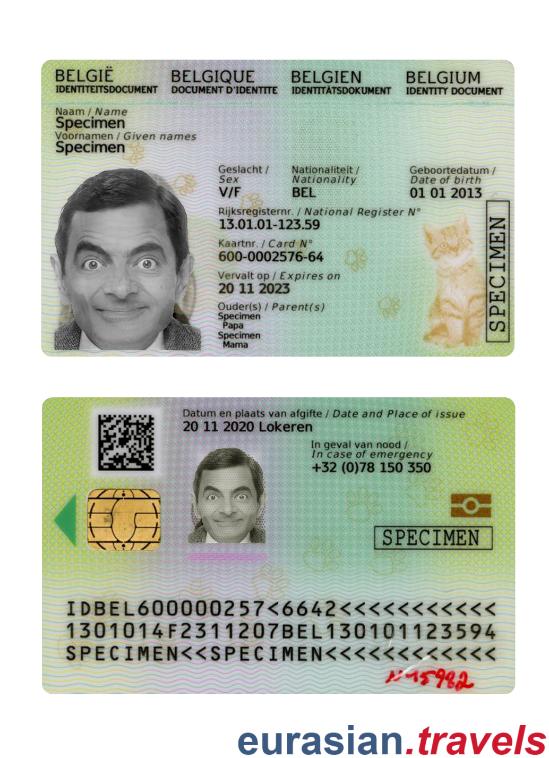 BELGIË BELGIQUE BELGIEN BELGIUM
IDENTITEITSDOCUMENT DOCUMENT D'IDENTITE IDENTITÄTSDOKUMENT IDENTITY DOCUMENT
Naam / Name
Specimen
Voornamen / Given names
Specimen
Geslacht / Sex
V/F
Nationaliteit / Nationality
BEL
Geboortedatum / Date of birth
01 01 2013
Rijksregisternr. / National Register N°
13.01.01-123.59
Kaartnr. / Card N°
600-0002576-64
Vervalt op / Expires on
20 11 2023
Ouder(s) / Parent(s)
Specimen
Papa
Specimen
Mama
SPECIMEN
Datum en plaats van afgifte / Date and Place of issue
20 11 2020 Lokeren
In geval van nood /
In case of emergency
+32 (0)78 150 350
SPECIMEN
IDBEL600000257<6642<<<<<<<<<<<
1301014F2311207BEL130101123594
SPECIMEN<<SPECIMEN<<<<<<<<<<<<
N°15982
eurasian.travels